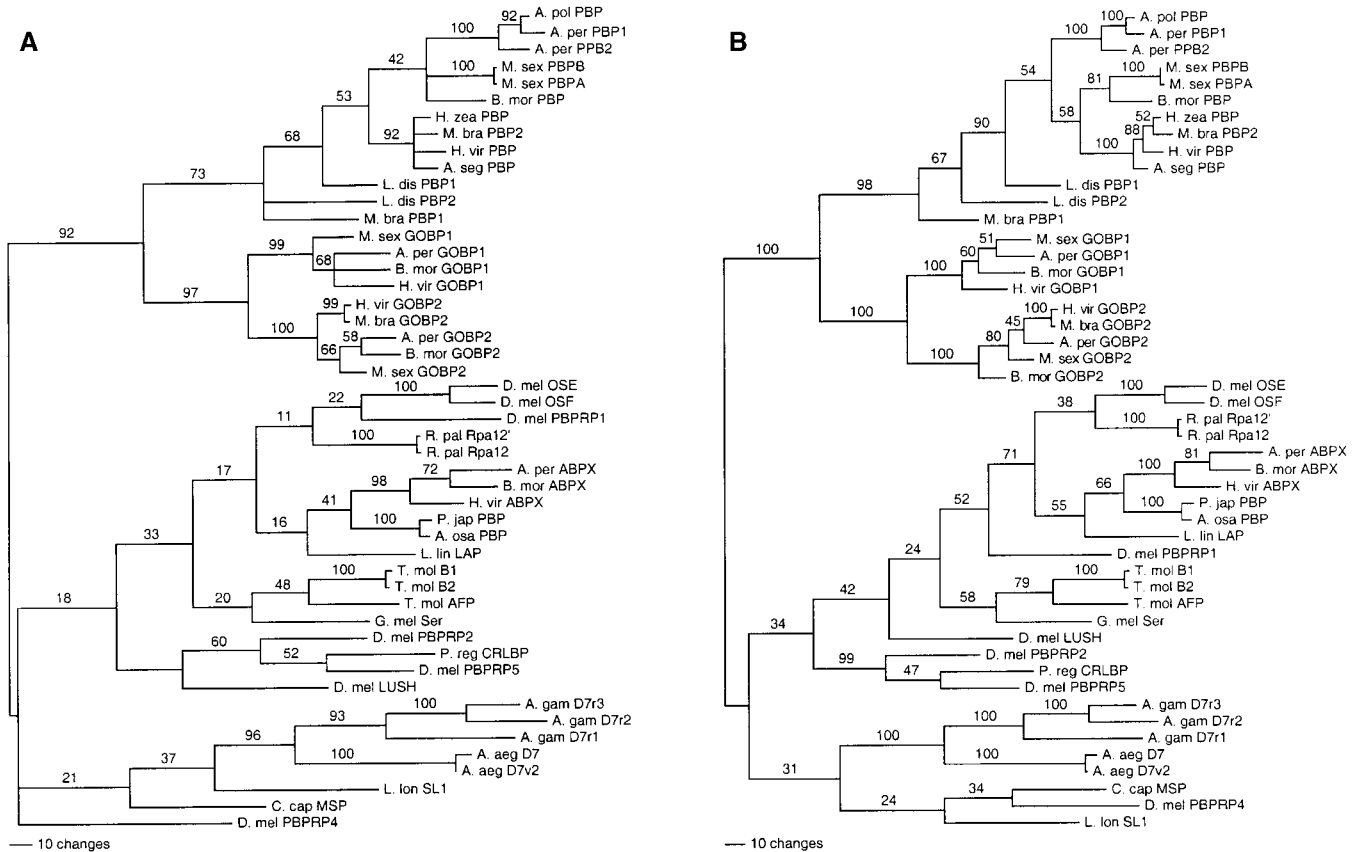 A
92
A. pol PBP
A. per PBP1
100
A. per PPB2
42
100
M. sex PBPB
M. sex PBPA
B. mor PBP
53
H. zea PBP
92
M. bra PBP2
H. vir PBP
A. seg PBP
68
L. dis PBP1
73
L. dis PBP2
M. bra PBP1
92
M. sex GOBP1
99
A. per GOBP1
68
B. mor GOBP1
H. vir GOBP1
97
99
H. vir GOBP2
M. bra GOBP2
100
58
A. per GOBP2
66
B. mor GOBP2
M. sex GOBP2
100
D. mel OSE
22
D. mel OSF
11
D. mel PBPRP1
100
R. pal Rpa12'
R. pal Rpa12
17
72
A. per ABPX
98
B. mor ABPX
41
H. vir ABPX
16
100
P. jap PBP
A. osa PBP
33
L. lin LAP
100
T. mol B1
48
T. mol B2
20
T. mol AFP
18
G. mel Ser
60
D. mel PBPRP2
52
P. reg CRLBP
D. mel PBPRP5
D. mel LUSH
100
A. gam D7r3
93
A. gam D7r2
96
A. gam D7r1
100
A. aeg D7
37
A. aeg D7v2
21
L. lon SL1
C. cap MSP
D. mel PBPRP4
10 changes
B
100
A. pol PBP
100
A. per PBP1
A. per PPB2
54
100
M. sex PBPB
81
M. sex PBPA
B. mor PBP
58
52
H. zea PBP
90
88
M. bra PBP2
100
H. vir PBP
A. seg PBP
67
L. dis PBP1
98
L. dis PBP2
M. bra PBP1
100
51
M. sex GOBP1
60
A. per GOBP1
100
B. mor GOBP1
H. vir GOBP1
100
100
H. vir GOBP2
45
M. bra GOBP2
80
A. per GOBP2
100
M. sex GOBP2
B. mor GOBP2
100
D. mel OSE
38
D. mel OSF
100
R. pal Rpa12'
R. pal Rpa12
71
81
A. per ABPX
100
B. mor ABPX
66
H. vir ABPX
55
100
P. jap PBP
A. osa PBP
52
L. lin LAP
D. mel PBPRP1
24
100
T. mol B1
79
T. mol B2
58
T. mol AFP
42
G. mel Ser
D. mel LUSH
34
99
D. mel PBPRP2
47
P. reg CRLBP
D. mel PBPRP5
100
A. gam D7r3
100
A. gam D7r2
100
A. gam D7r1
100
A. aeg D7
A. aeg D7v2
31
34
C. cap MSP
24
D. mel PBPRP4
L. lon SL1
10 changes